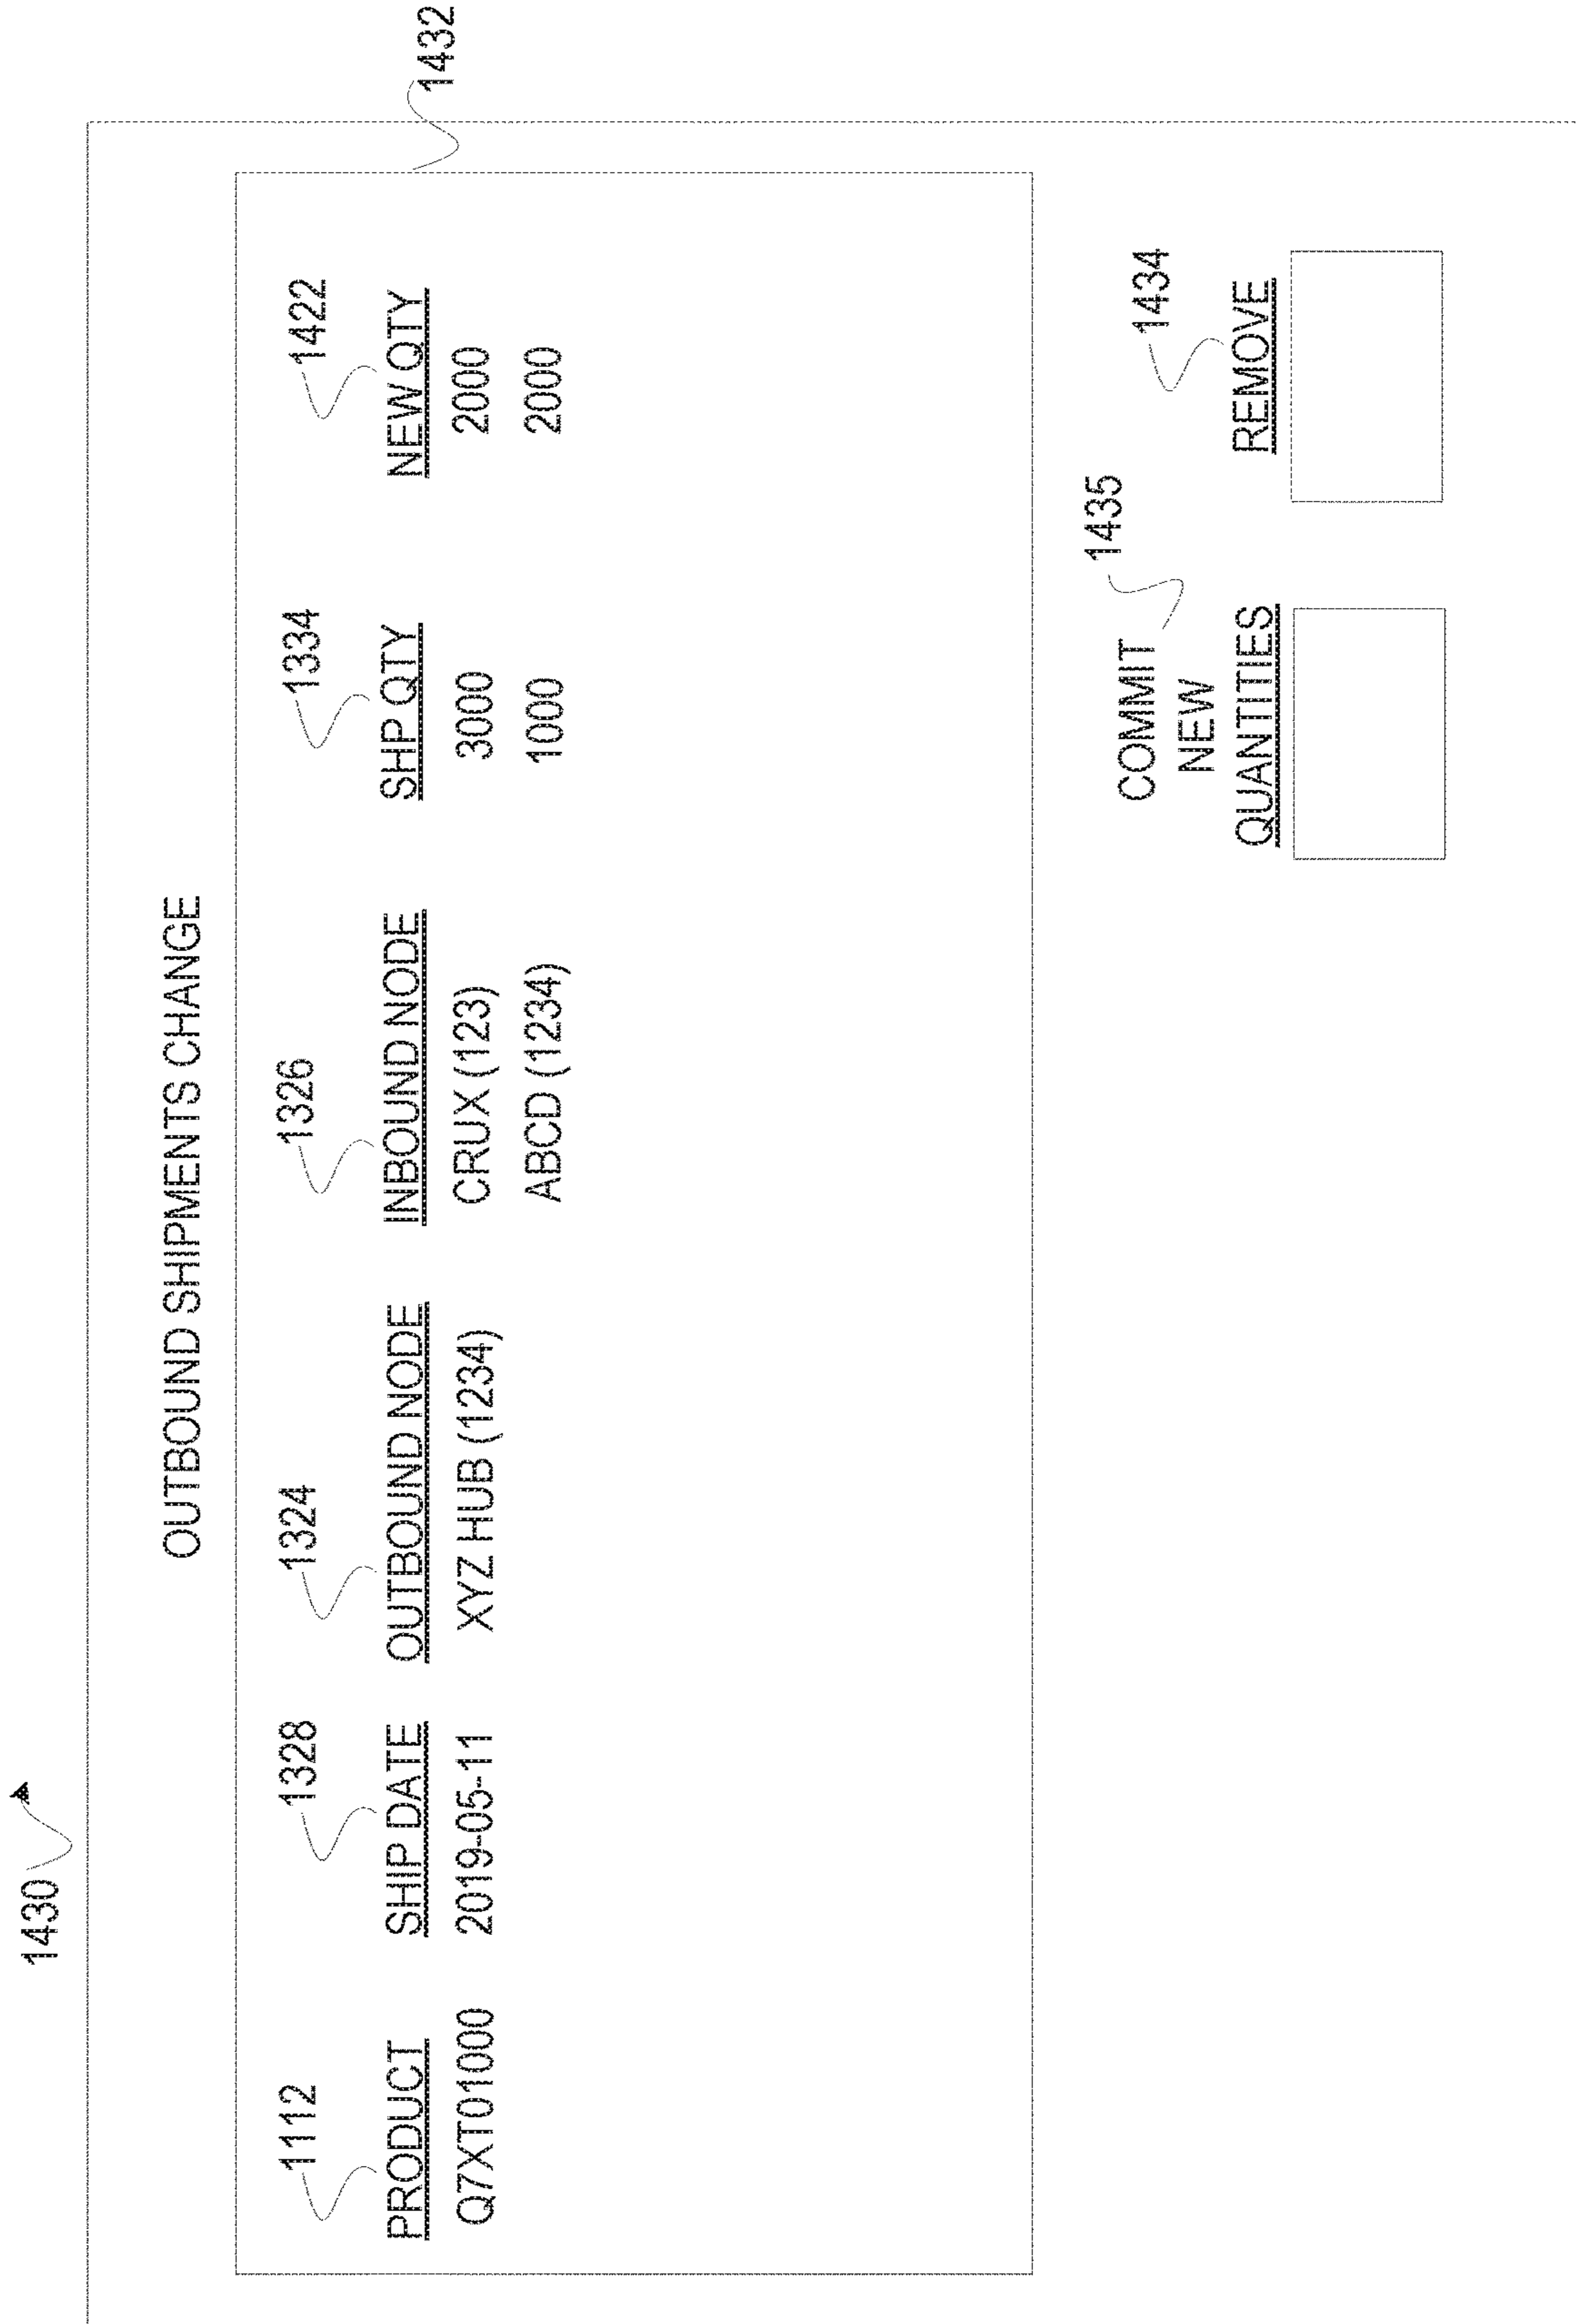 1430
OUTBOUND SHIPMENTS CHANGE
1432
1112 1328 1324 1326 1334 1422
PRODUCT SHIP DATE OUTBOUND NODE INBOUND NODE SHP QTY NEW QTY
Q7XT01000 2019-05-11 XYZ HUB (1234) CRUX (123) 3000 2000
ABCD (1234) 1000 2000
1435 1434
COMMIT
NEW
QUANTITIES REMOVE